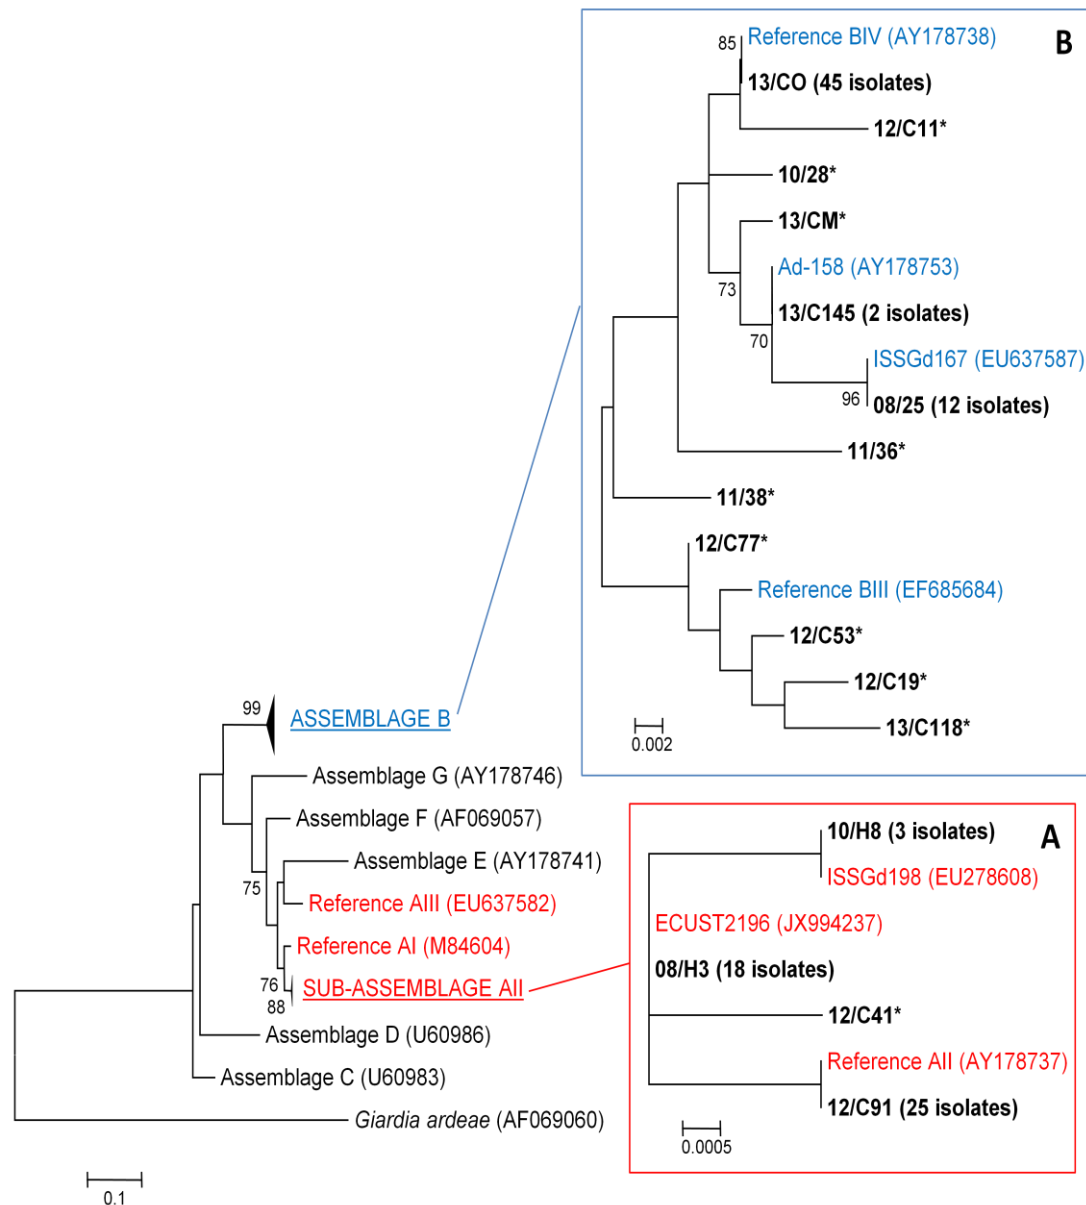 B
85
Reference BIV (AY178738)
13/CO (45 isolates)
12/C11*
10/28*
13/CM*
73
Ad-158 (AY178753)
70
13/C145 (2 isolates)
ISSGd167 (EU637587)
96
08/25 (12 isolates)
11/36*
11/38*
12/C77*
Reference BIII (EF685684)
12/C53*
12/C19*
13/C118*
0.002
99
ASSEMBLAGE B
Assemblage G (AY178746)
Assemblage F (AF069057)
75
Assemblage E (AY178741)
Reference AIII (EU637582)
Reference AI (M84604)
76
88
SUB-ASSEMBLAGE AII
Assemblage D (U60986)
Assemblage C (U60983)
Giardia ardeae (AF069060)
0.1
A
10/H8 (3 isolates)
ISSGd198 (EU278608)
ECUST2196 (JX994237)
08/H3 (18 isolates)
12/C41*
Reference AII (AY178737)
12/C91 (25 isolates)
0.0005